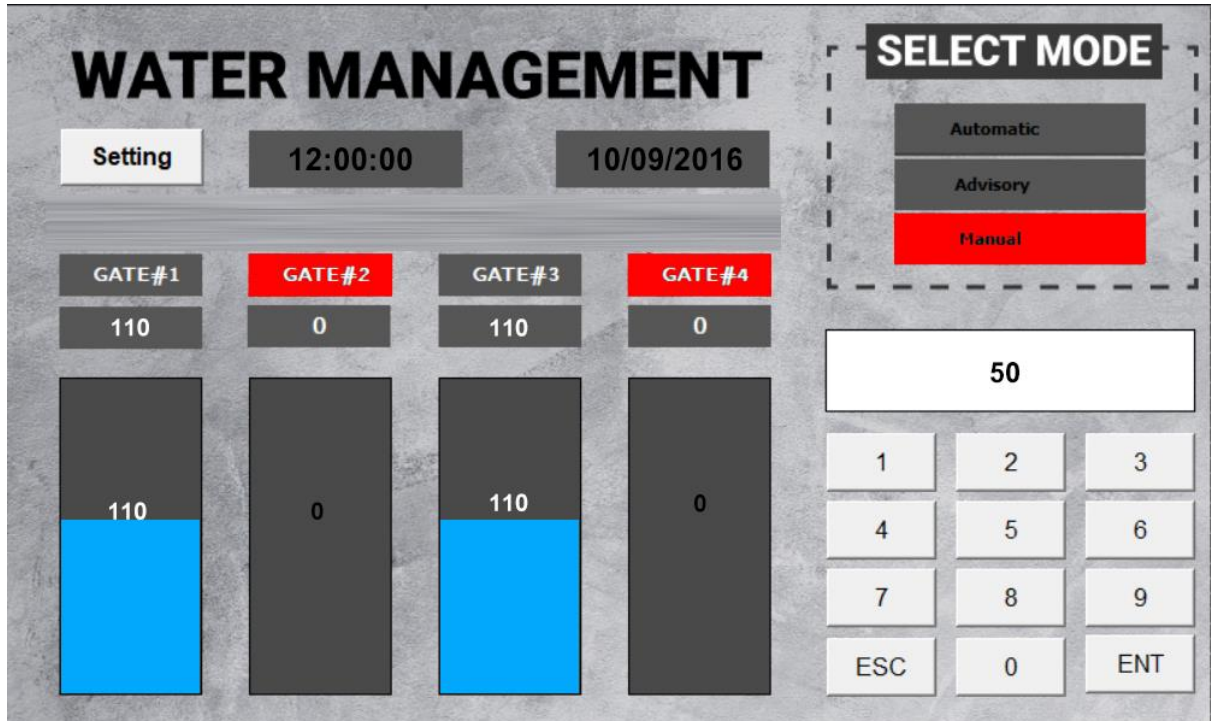 WATER MANAGEMENT
Setting
12:00:00
10/09/2016
GATE#1
GATE#2
GATE#3
GATE#4
110
0
110
0
110
0
110
0
SELECT MODE
Automatic
Advisory
Manual
50
1 2 3
4 5 6
7 8 9
ESC 0 ENT